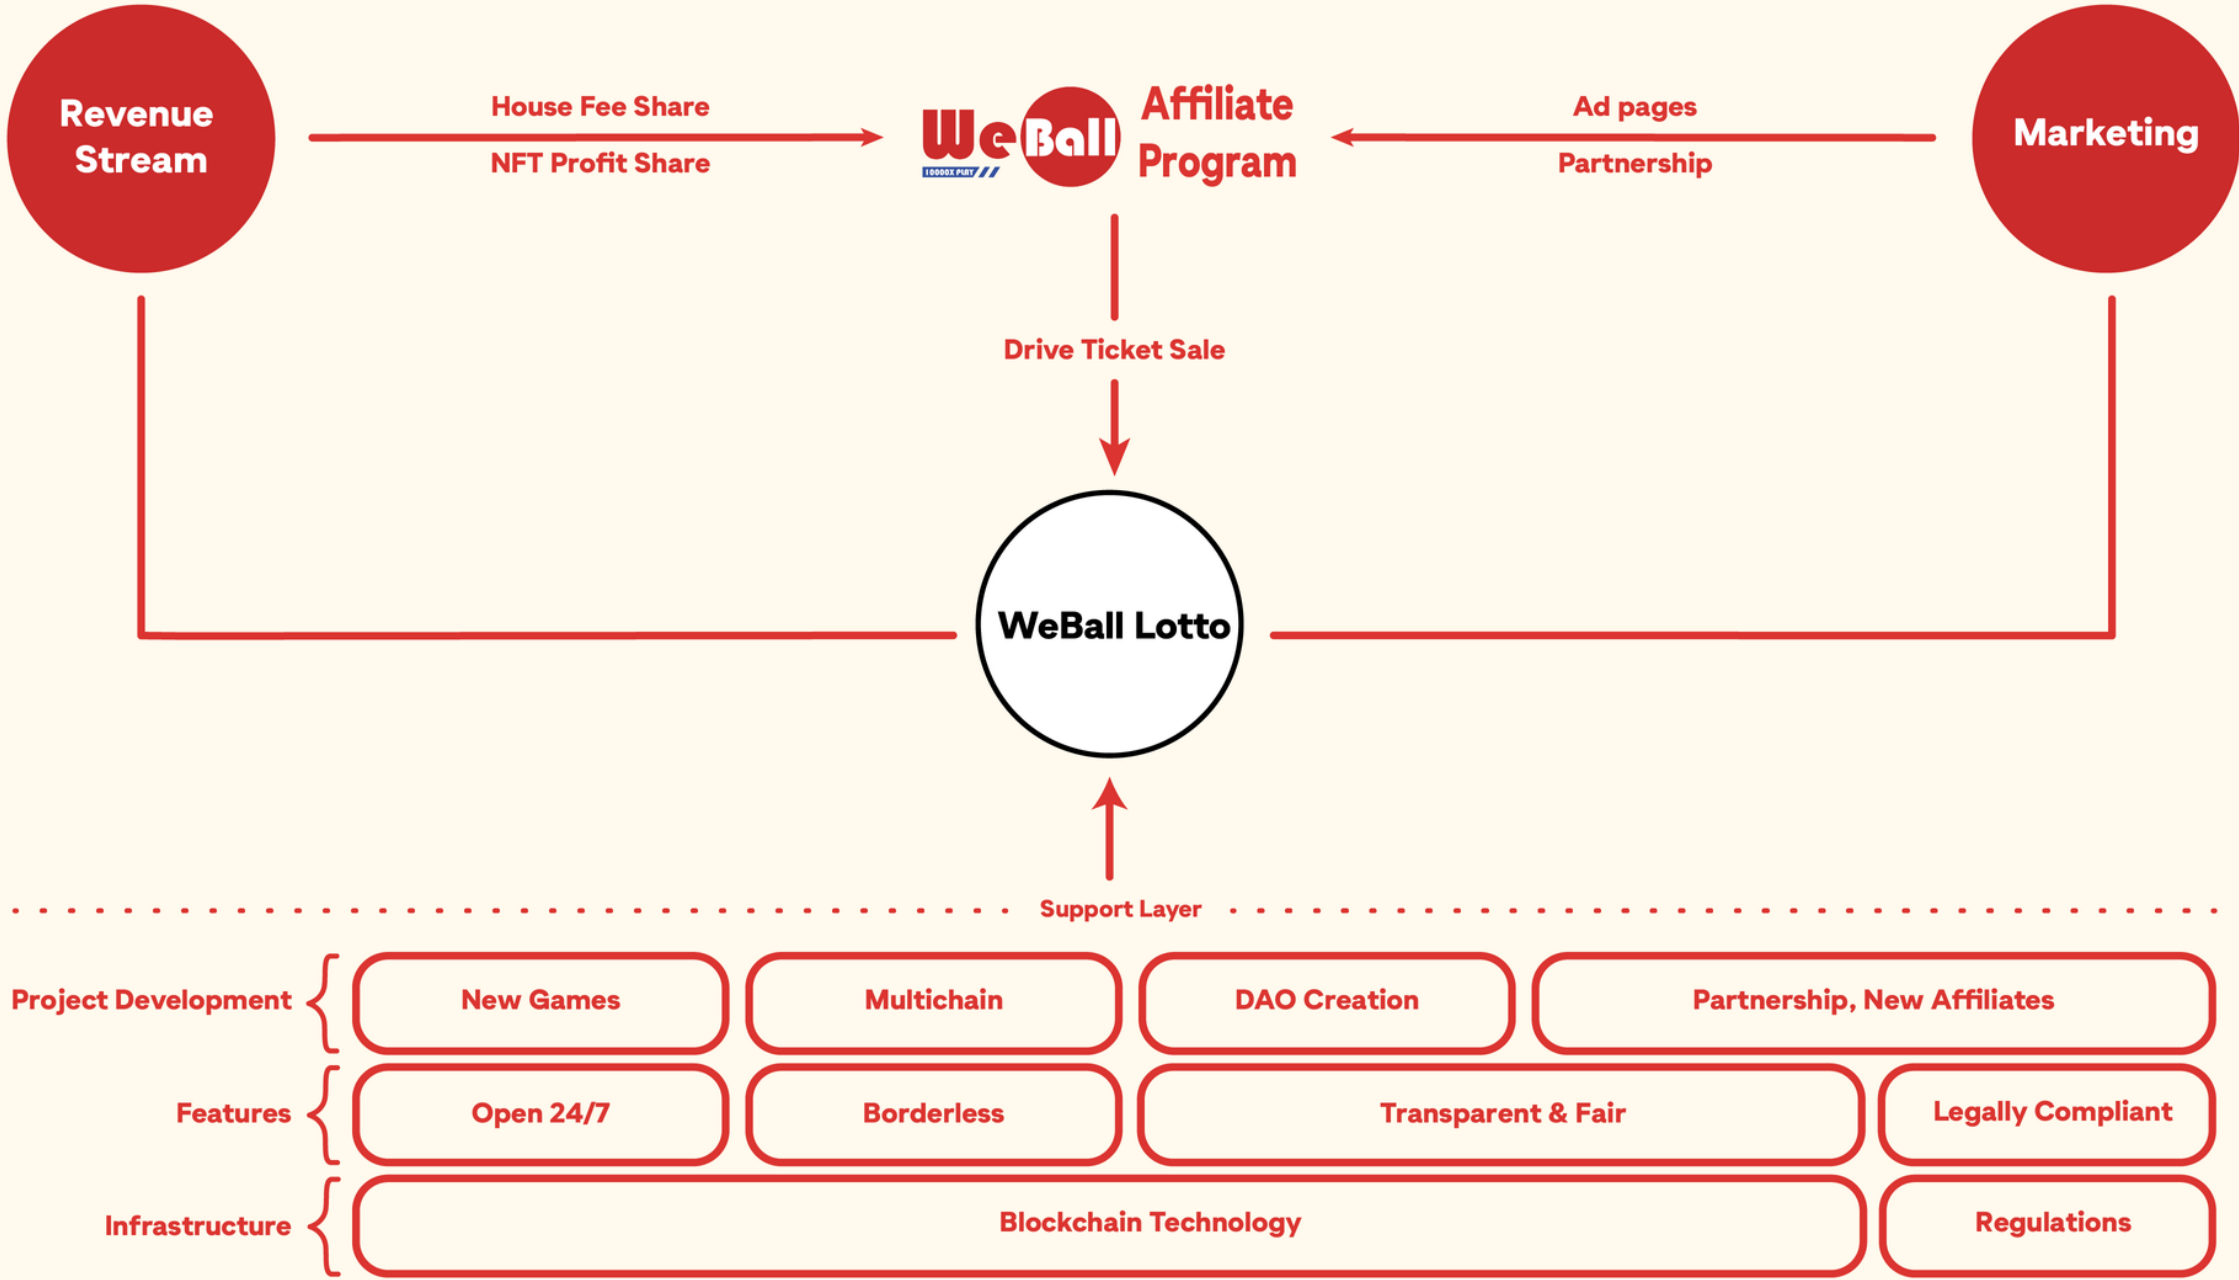 Revenue
Stream
House Fee Share
NFT Profit Share
WeBall
10000X PLAY
Affiliate
Program
Ad pages
Partnership
Marketing
Drive Ticket Sale
WeBall Lotto
Support Layer
Project Development
New Games
Multichain
DAO Creation
Partnership, New Affiliates
Features
Open 24/7
Borderless
Transparent & Fair
Legally Compliant
Infrastructure
Blockchain Technology
Regulations